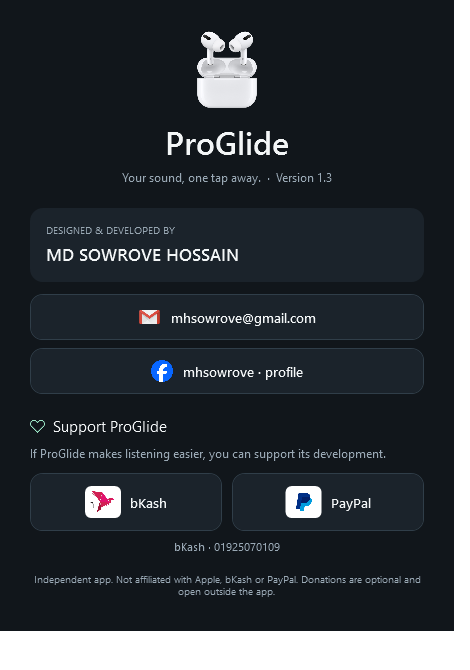 ProGlide
Your sound, one tap away. · Version 1.3
DESIGNED & DEVELOPED BY
MD SOWROVE HOSSAIN
mhsowrove@gmail.com
mhsowrove · profile
Support ProGlide
If ProGlide makes listening easier, you can support its development.
bKash
PayPal
bKash · 01925070109
Independent app. Not affiliated with Apple, bKash or PayPal. Donations are optional and
open outside the app.